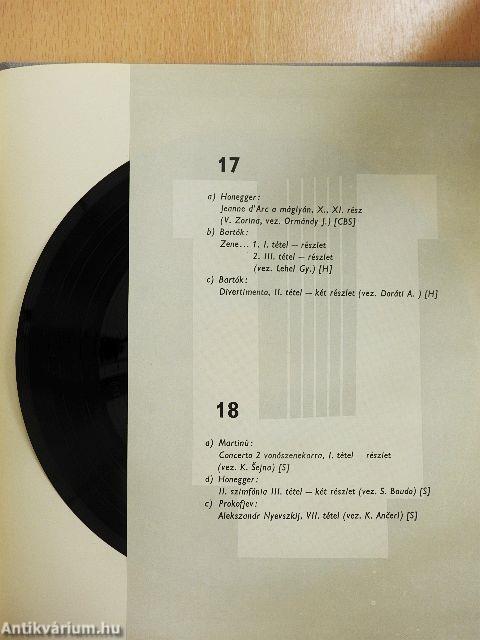 17
a) Honegger:
Jeanne d'Arc a máglyán, X., XI. rész
(V. Zorina, vez. Ormándy J.) [CBS]
b) Bartók:
Zene... 1. I. tétel — részlet
2. III. tétel — részlet
(vez. Lehel Gy.) [H]
c) Bartók:
Divertimento, II. tétel — két részlet (vez. Doráti A. ) [H]
18
a) Martinů:
Concerto 2 vonószenekarra, I. tétel — részlet
(vez. K. Šejna) [S]
d) Honegger:
II. szimfónia III. tétel — két részlet (vez. S. Baudo) [S]
c) Prokofjev:
Alekszandr Nyevszkij, VII. tétel (vez. K. Ančerl) [S]
Antikvárium.hu